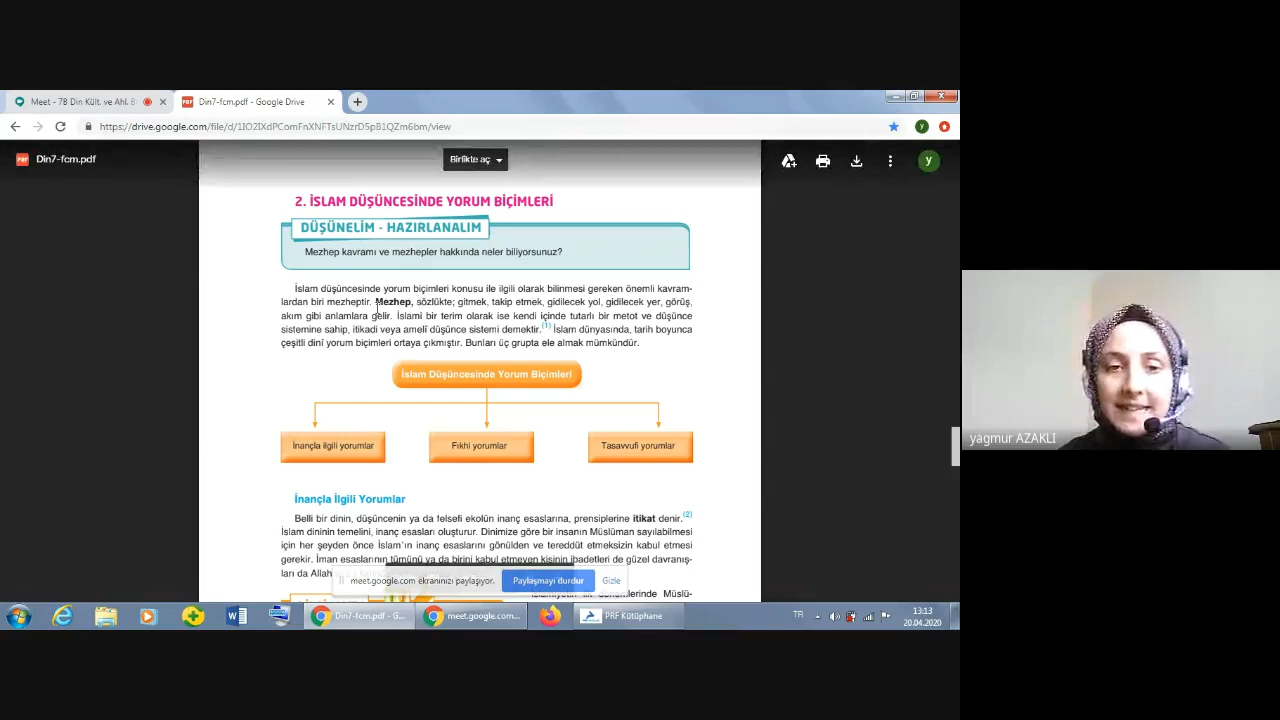 Meet - 7B Din Kült. ve Ahl. B
Din7-fcm.pdf - Google Drive
https://drive.google.com/file/d/1IO2IXdPComFnXNFTsUNzrD5pB1QZm6bm/view
y
PDF
Din7-fcm.pdf
Birlikte aç
y
2. İSLAM DÜŞÜNCESİNDE YORUM BİÇİMLERİ
DÜŞÜNELİM - HAZIRLANALIM
Mezhep kavramı ve mezhepler hakkında neler biliyorsunuz?
İslam düşüncesinde yorum biçimleri konusu ile ilgili olarak bilinmesi gereken önemli kavram-
lardan biri mezheptir. Mezhep, sözlükte; gitmek, takip etmek, gidilecek yol, gidilecek yer, görüş,
akım gibi anlamlara gelir. İslami bir terim olarak ise kendi içinde tutarlı bir metot ve düşünce
sistemine sahip, itikadi veya amelî düşünce sistemi demektir.(1) İslam dünyasında, tarih boyunca
çeşitli dinî yorum biçimleri ortaya çıkmıştır. Bunları üç grupta ele almak mümkündür.
İslam Düşüncesinde Yorum Biçimleri
İnançla ilgili yorumlar
Fıkhi yorumlar
Tasavvufi yorumlar
İnançla İlgili Yorumlar
Belli bir dinin, düşüncenin ya da felsefi ekolün inanç esaslarına, prensiplerine itikat denir.(2)
İslam dininin temelini, inanç esasları oluşturur. Dinimize göre bir insanın Müslüman sayılabilmesi
için her şeyden önce İslam'ın inanç esaslarını gönülden ve tereddüt etmeksizin kabul etmesi
gerekir. İman esaslarının tümünü ya da birini kabul etmeyen kişinin ibadetleri de güzel davranış-
ları da Allah
meet.google.com ekranınızı paylaşıyor.
Paylaşmayı durdur
Gizle
Müslü-
Din7-fcm.pdf - G...
meet.google.com...
PRF Kütüphane
TR
13:13
20.04.2020
yagmur AZAKLI